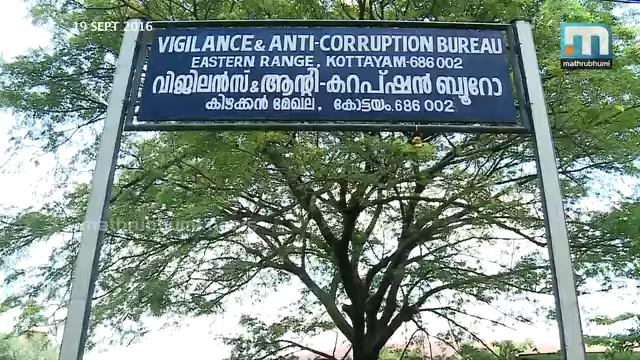 19 SEPT 2016
VIGILANCE & ANTI-CORRUPTION BUREAU
EASTERN RANGE, KOTTAYAM-686 002
വിജിലൻസ് & ആന്റി-കറപ്ഷൻ ബ്യൂറോ
കിഴക്കൻ മേഖല, കോട്ടയം.686 002
mathrubhumi
mathrubhumi